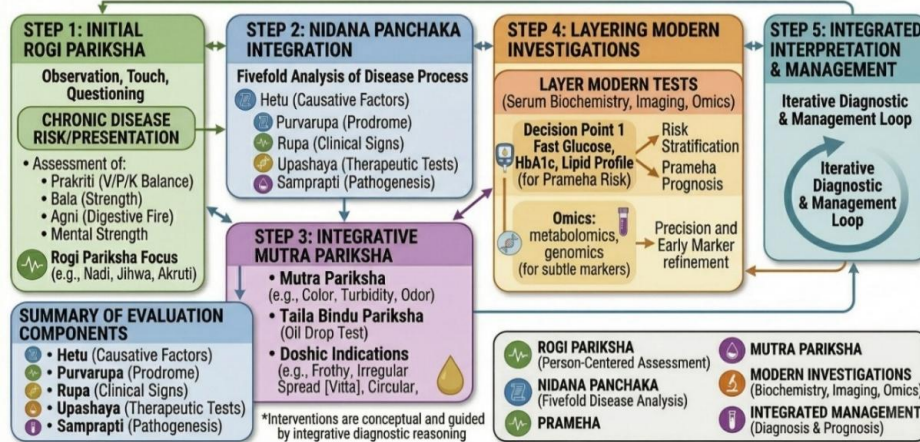 STEP 1: INITIAL
ROGI PARIKSHA
Observation, Touch,
Questioning
CHRONIC DISEASE
RISK/PRESENTATION
• Assessment of:
• Prakriti (V/P/K Balance)
• Bala (Strength)
• Agni (Digestive Fire)
• Mental Strength
• Rogi Pariksha Focus
(e.g., Nadi, Jihwa, Akruti)
STEP 2: NIDANA PANCHAKA
INTEGRATION
Fivefold Analysis of Disease Process
Hetu (Causative Factors)
Purvarupa (Prodrome)
Rupa (Clinical Signs)
Upashaya (Therapeutic Tests)
Samprapti (Pathogenesis)
STEP 3: INTEGRATIVE
MUTRA PARIKSHA
• Mutra Pariksha
(e.g., Color, Turbidity, Odor)
• Taila Bindu Pariksha
(Oil Drop Test)
• Doshic Indications
(e.g., Frothy, Irregular
Spread [Vitta], Circular,
STEP 4: LAYERING MODERN
INVESTIGATIONS
LAYER MODERN TESTS
(Serum Biochemistry, Imaging, Omics)
Decision Point 1
Fast Glucose,
HbA1c, Lipid Profile
(for Prameha Risk)
Risk
Stratification
Prameha
Prognosis
Omics:
metabolomics,
genomics
(for subtle markers)
Precision and
Early Marker
refinement
STEP 5: INTEGRATED
INTERPRETATION
& MANAGEMENT
Iterative Diagnostic
& Management Loop
Iterative
Diagnostic
& Management
Loop
SUMMARY OF EVALUATION
COMPONENTS
• Hetu (Causative Factors)
• Purvarupa (Prodrome)
• Rupa (Clinical Signs)
• Upashaya (Therapeutic Tests)
• Samprapti (Pathogenesis)
*Interventions are conceptual and guided
by integrative diagnostic reasoning
ROGI PARIKSHA
(Person-Centered Assessment)
NIDANA PANCHAKA
(Fivefold Disease Analysis)
PRAMEHA
MUTRA PARIKSHA
MODERN INVESTIGATIONS
(Biochemistry, Imaging, Omics)
INTEGRATED MANAGEMENT
(Diagnosis & Prognosis)